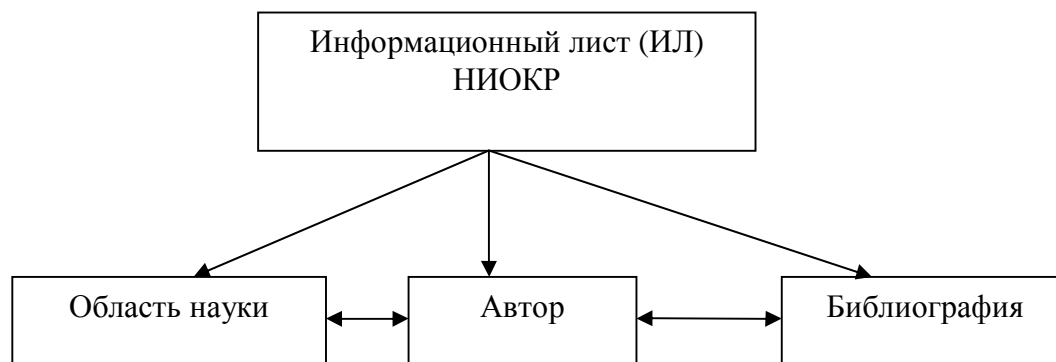 Информационный лист (ИЛ)
НИОКР
Область науки
Автор
Библиография